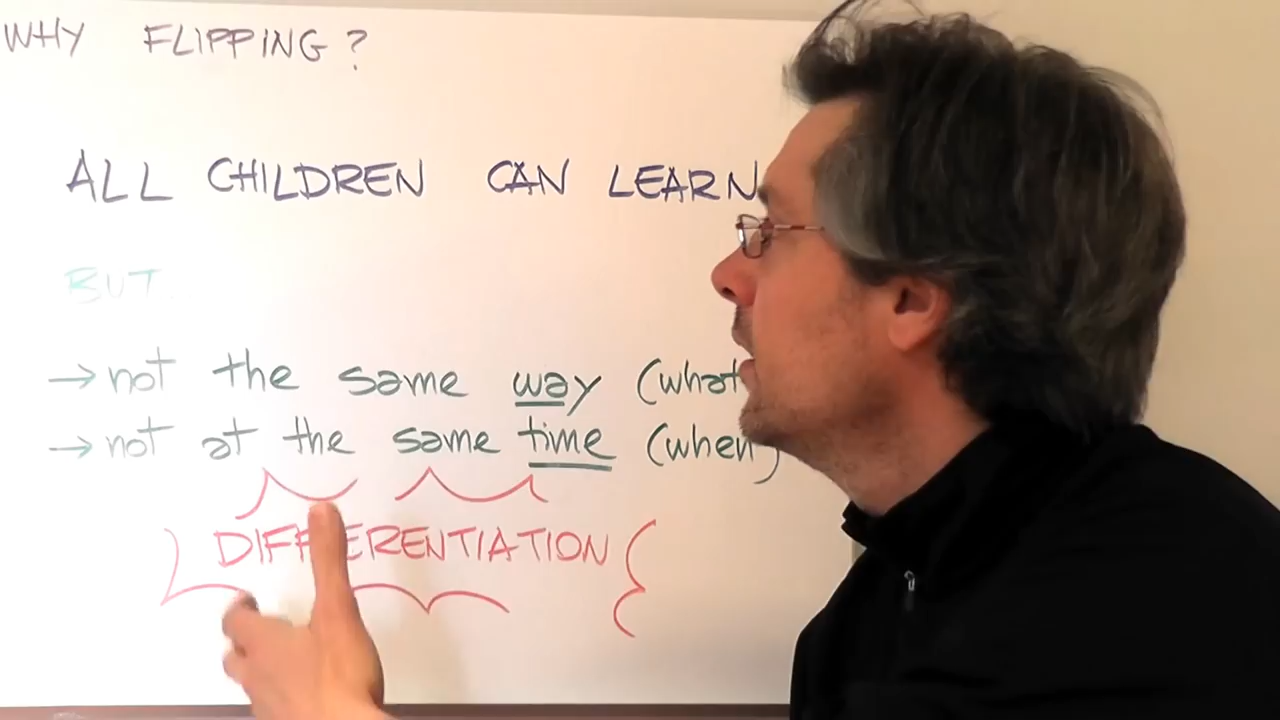 WHY FLIPPING?
ALL CHILDREN CAN LEARN
BUT
→ not the same way (what
→ not at the same time (when)
DIFFERENTIATION